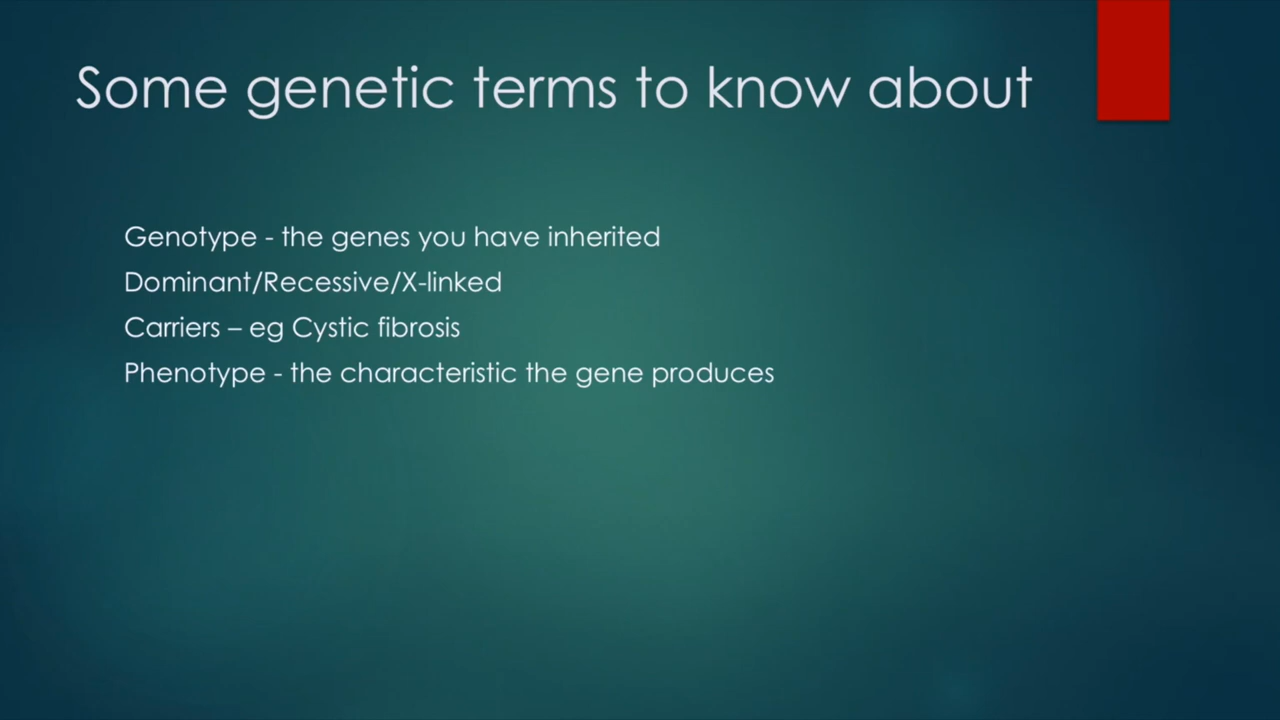 Some genetic terms to know about
Genotype - the genes you have inherited
Dominant/Recessive/X-linked
Carriers – eg Cystic fibrosis
Phenotype - the characteristic the gene produces